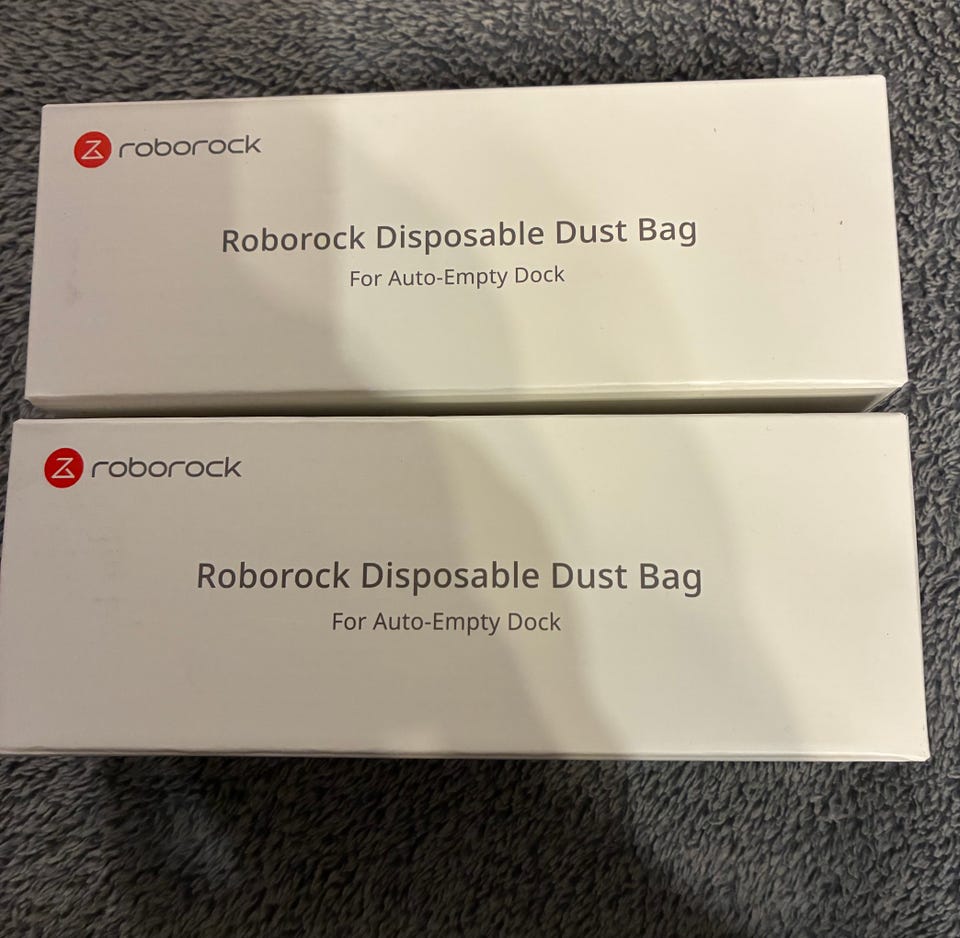 roborock
Roborock Disposable Dust Bag
For Auto-Empty Dock
roborock
Roborock Disposable Dust Bag
For Auto-Empty Dock